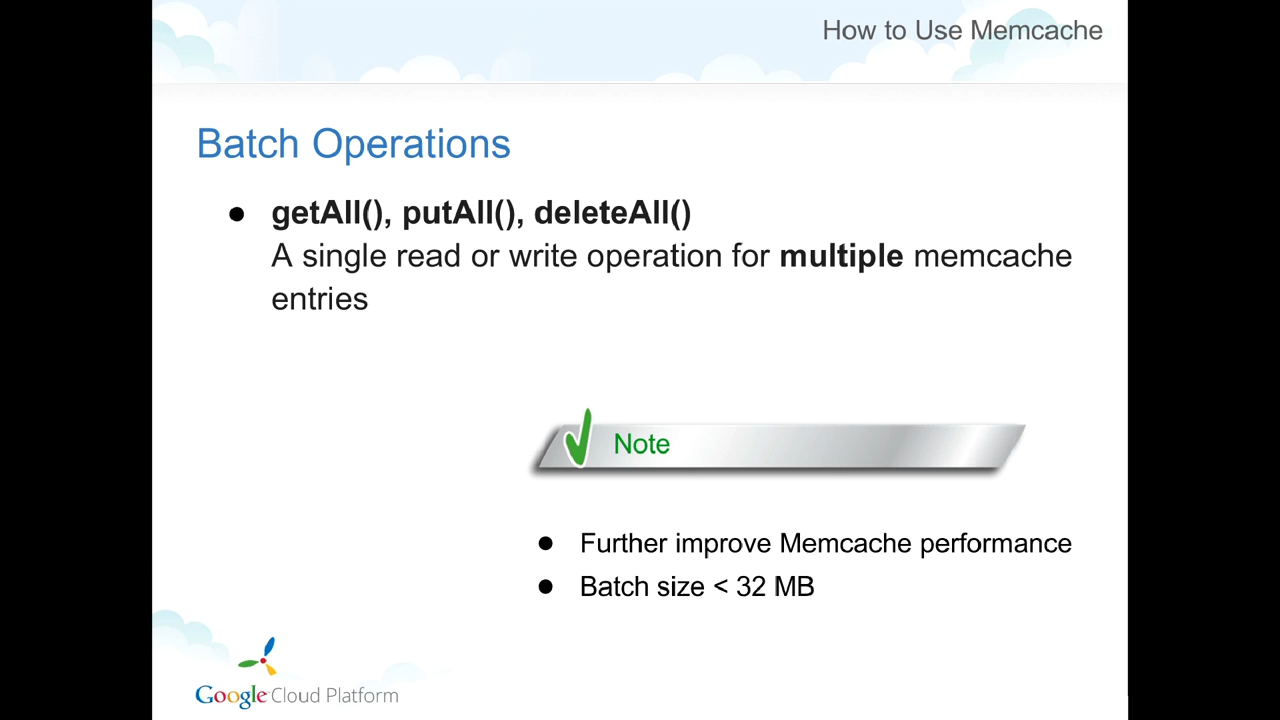 How to Use Memcache
Batch Operations
● getAll(), putAll(), deleteAll()
A single read or write operation for multiple memcache
entries
Note
● Further improve Memcache performance
● Batch size < 32 MB
Google Cloud Platform